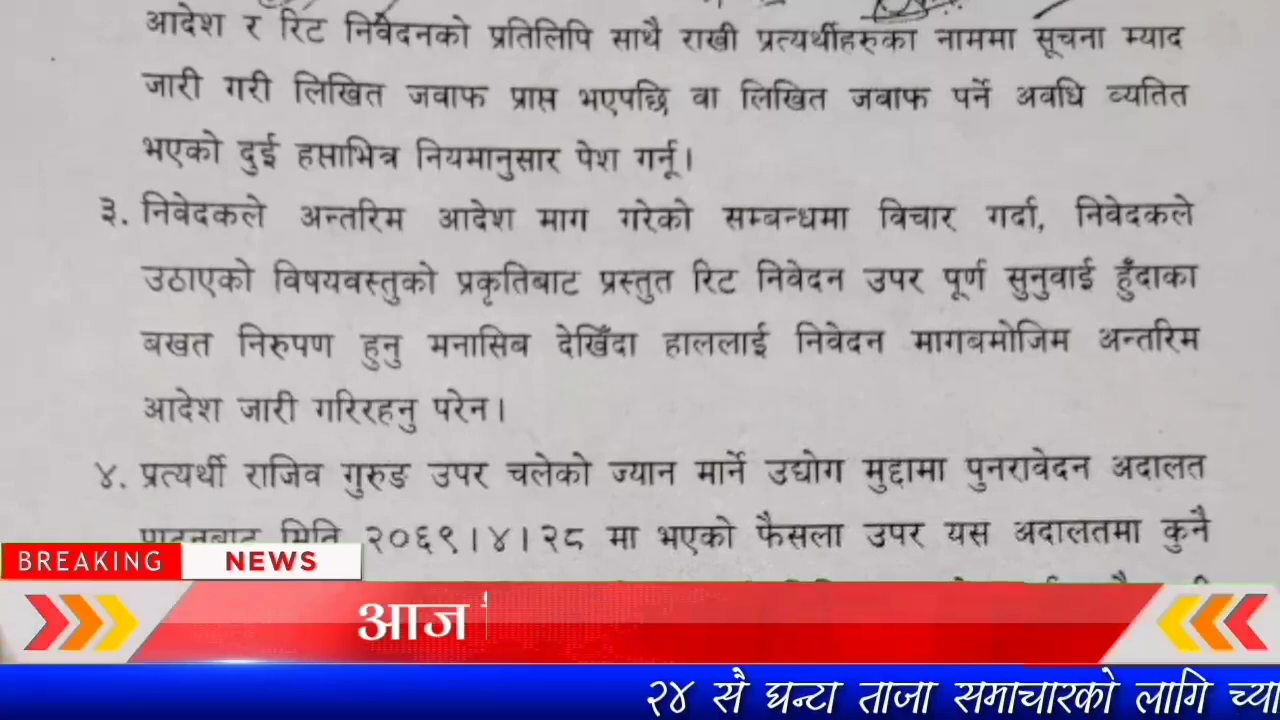 आदेश र रिट निवेदनको प्रतिलिपि साथै राखी प्रत्यर्थीहरुका नाममा सूचना म्याद
जारी गरी लिखित जवाफ प्राप्त भएपछि वा लिखित जवाफ पर्ने अवधि व्यतित
भएको दुई हप्ताभित्र नियमानुसार पेश गर्नू।
३. निवेदकले अन्तरिम आदेश माग गरेको सम्बन्धमा विचार गर्दा, निवेदकले
उठाएको विषयवस्तुको प्रकृतिबाट प्रस्तुत रिट निवेदन उपर पूर्ण सुनुवाई हुँदाका
बखत निरुपण हुनु मनासिब देखिँदा हाललाई निवेदन मागबमोजिम अन्तरिम
आदेश जारी गरिरहनु परेन।
४. प्रत्यर्थी राजिव गुरुङ उपर चलेको ज्यान मार्ने उद्योग मुद्दामा पुनरावेदन अदालत
पाटनबाट मिति २०६९।४।२८ मा भएको फैसला उपर यस अदालतमा कुनै
BREAKING NEWS
आज
२४ सै घन्टा ताजा समाचारको लागि च्या